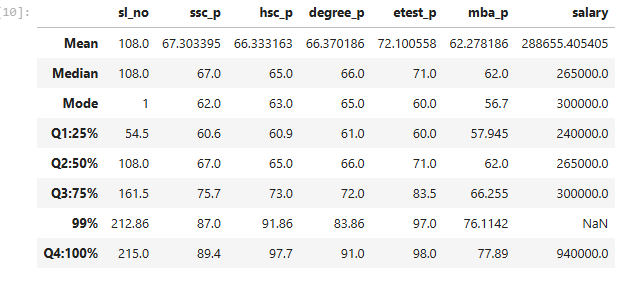 [10]:
sl_no ssc_p hsc_p degree_p etest_p mba_p salary
Mean 108.0 67.303395 66.333163 66.370186 72.100558 62.278186 288655.405405
Median 108.0 67.0 65.0 66.0 71.0 62.0 265000.0
Mode 1 62.0 63.0 65.0 60.0 56.7 300000.0
Q1:25% 54.5 60.6 60.9 61.0 60.0 57.945 240000.0
Q2:50% 108.0 67.0 65.0 66.0 71.0 62.0 265000.0
Q3:75% 161.5 75.7 73.0 72.0 83.5 66.255 300000.0
99% 212.86 87.0 91.86 83.86 97.0 76.1142 NaN
Q4:100% 215.0 89.4 97.7 91.0 98.0 77.89 940000.0